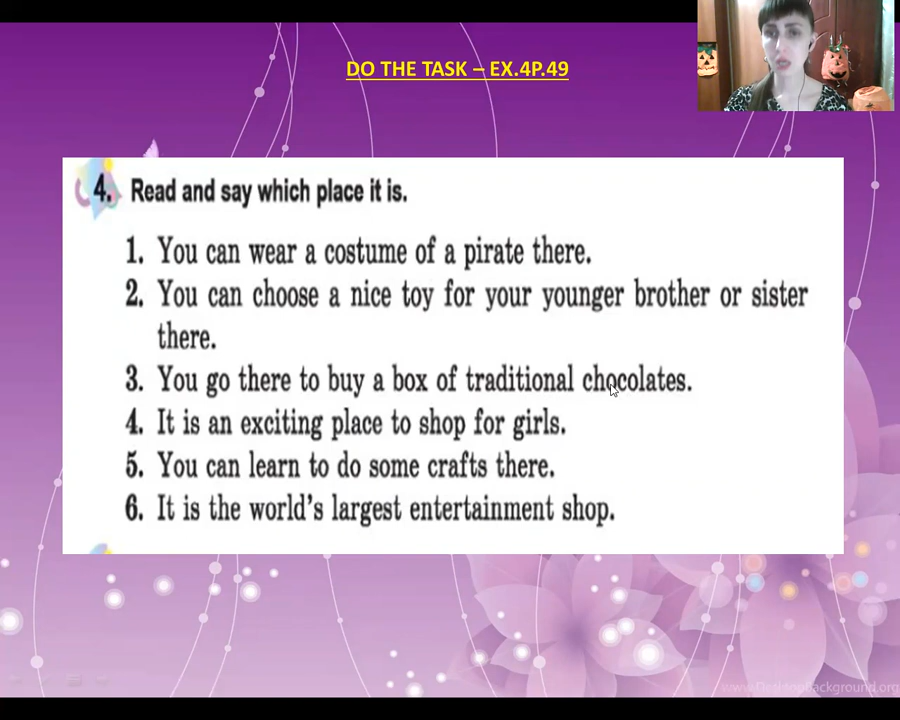 DO THE TASK – EX.4P.49
4. Read and say which place it is.
1. You can wear a costume of a pirate there.
2. You can choose a nice toy for your younger brother or sister
there.
3. You go there to buy a box of traditional chocolates.
4. It is an exciting place to shop for girls.
5. You can learn to do some crafts there.
6. It is the world's largest entertainment shop.
www.DesktopBackground.org